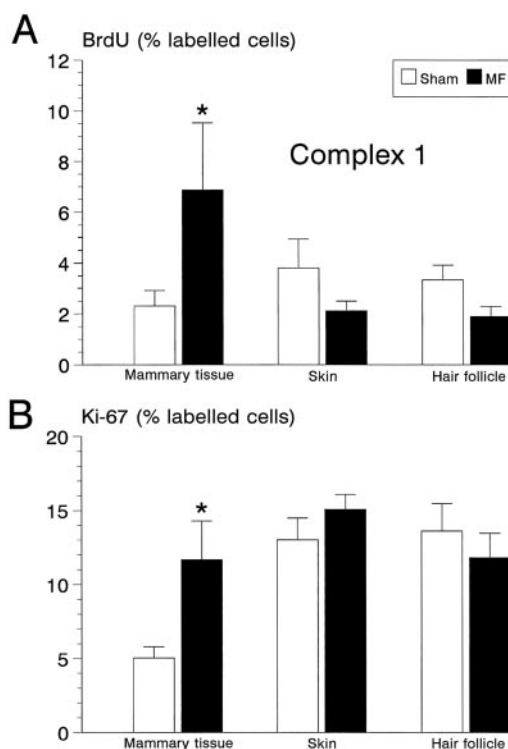 A
BrdU (% labelled cells)
12
10
8
6
4
2
0
Sham MF
*
Complex 1
Mammary tissue Skin Hair follicle
B
Ki-67 (% labelled cells)
20
15
10
5
0
*
Mammary tissue Skin Hair follicle